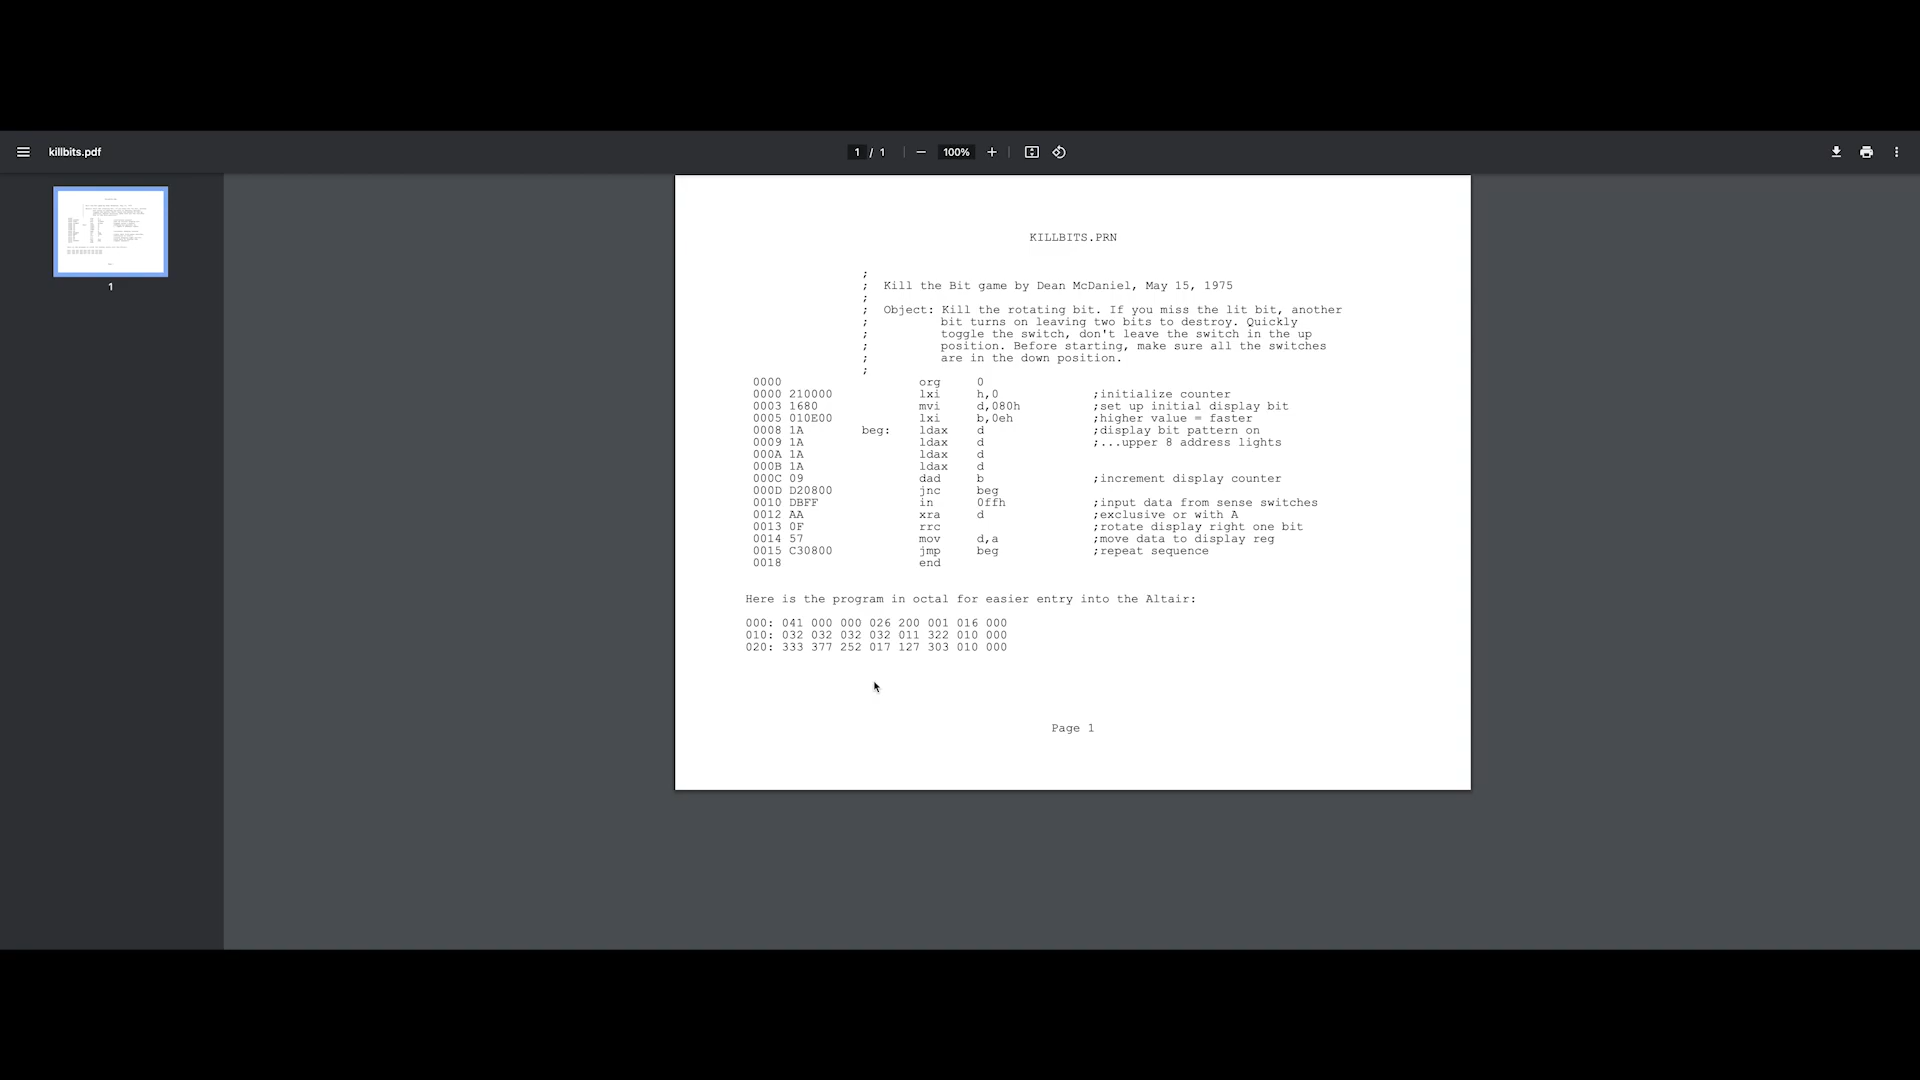 killbits.pdf
1 / 1
100%
1
KILLBITS.PRN
;
; Kill the Bit game by Dean McDaniel, May 15, 1975
;
; Object: Kill the rotating bit. If you miss the lit bit, another
; bit turns on leaving two bits to destroy. Quickly
; toggle the switch, don't leave the switch in the up
; position. Before starting, make sure all the switches
; are in the down position.
;
0000 org 0
0000 210000 lxi h,0 ;initialize counter
0003 1680 mvi d,080h ;set up initial display bit
0005 010E00 lxi b,0eh ;higher value = faster
0008 1A beg: ldax d ;display bit pattern on
0009 1A ldax d ;...upper 8 address lights
000A 1A ldax d
000B 1A ldax d
000C 09 dad b ;increment display counter
000D D20800 jnc beg
0010 DBFF in 0ffh ;input data from sense switches
0012 AA xra d ;exclusive or with A
0013 0F rrc ;rotate display right one bit
0014 57 mov d,a ;move data to display reg
0015 C30800 jmp beg ;repeat sequence
0018 end
Here is the program in octal for easier entry into the Altair:
000: 041 000 000 026 200 001 016 000
010: 032 032 032 032 011 322 010 000
020: 333 377 252 017 127 303 010 000
Page 1